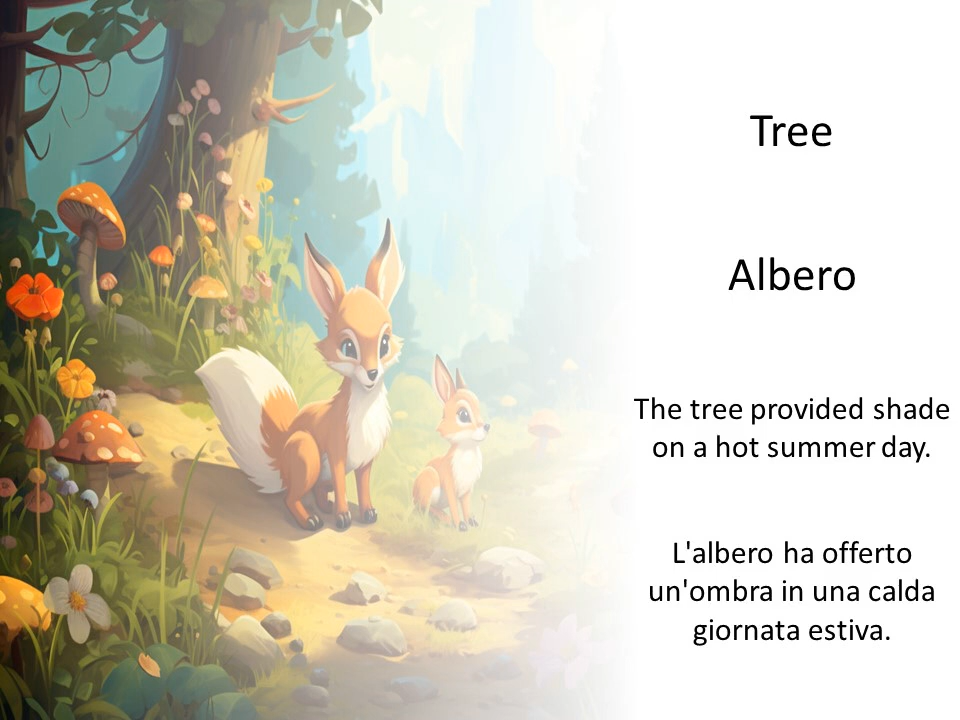 Tree
Albero
The tree provided shade
on a hot summer day.
L'albero ha offerto
un'ombra in una calda
giornata estiva.